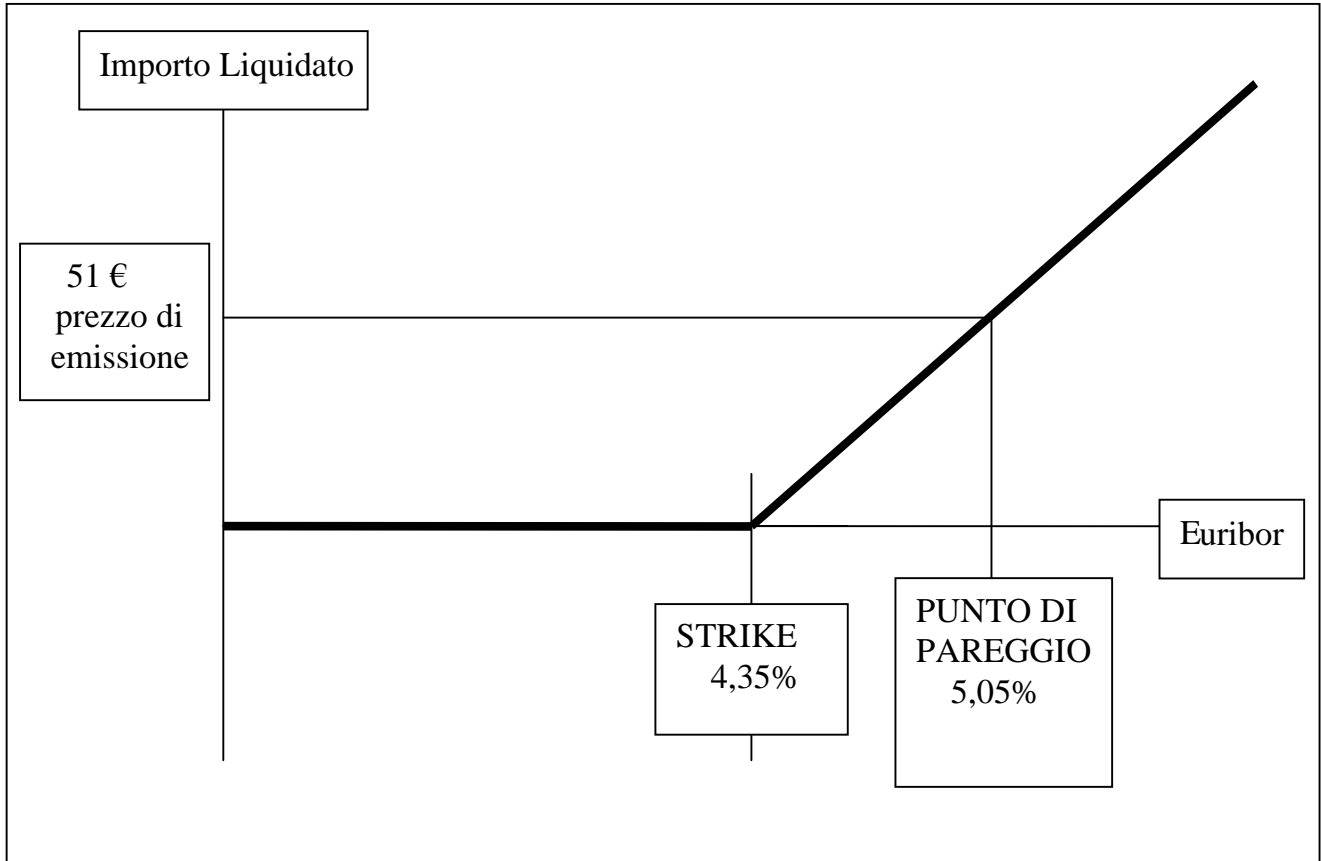 Importo Liquidato
51 €
prezzo di
emissione
Euribor
STRIKE
4,35%
PUNTO DI
PAREGGIO
5,05%